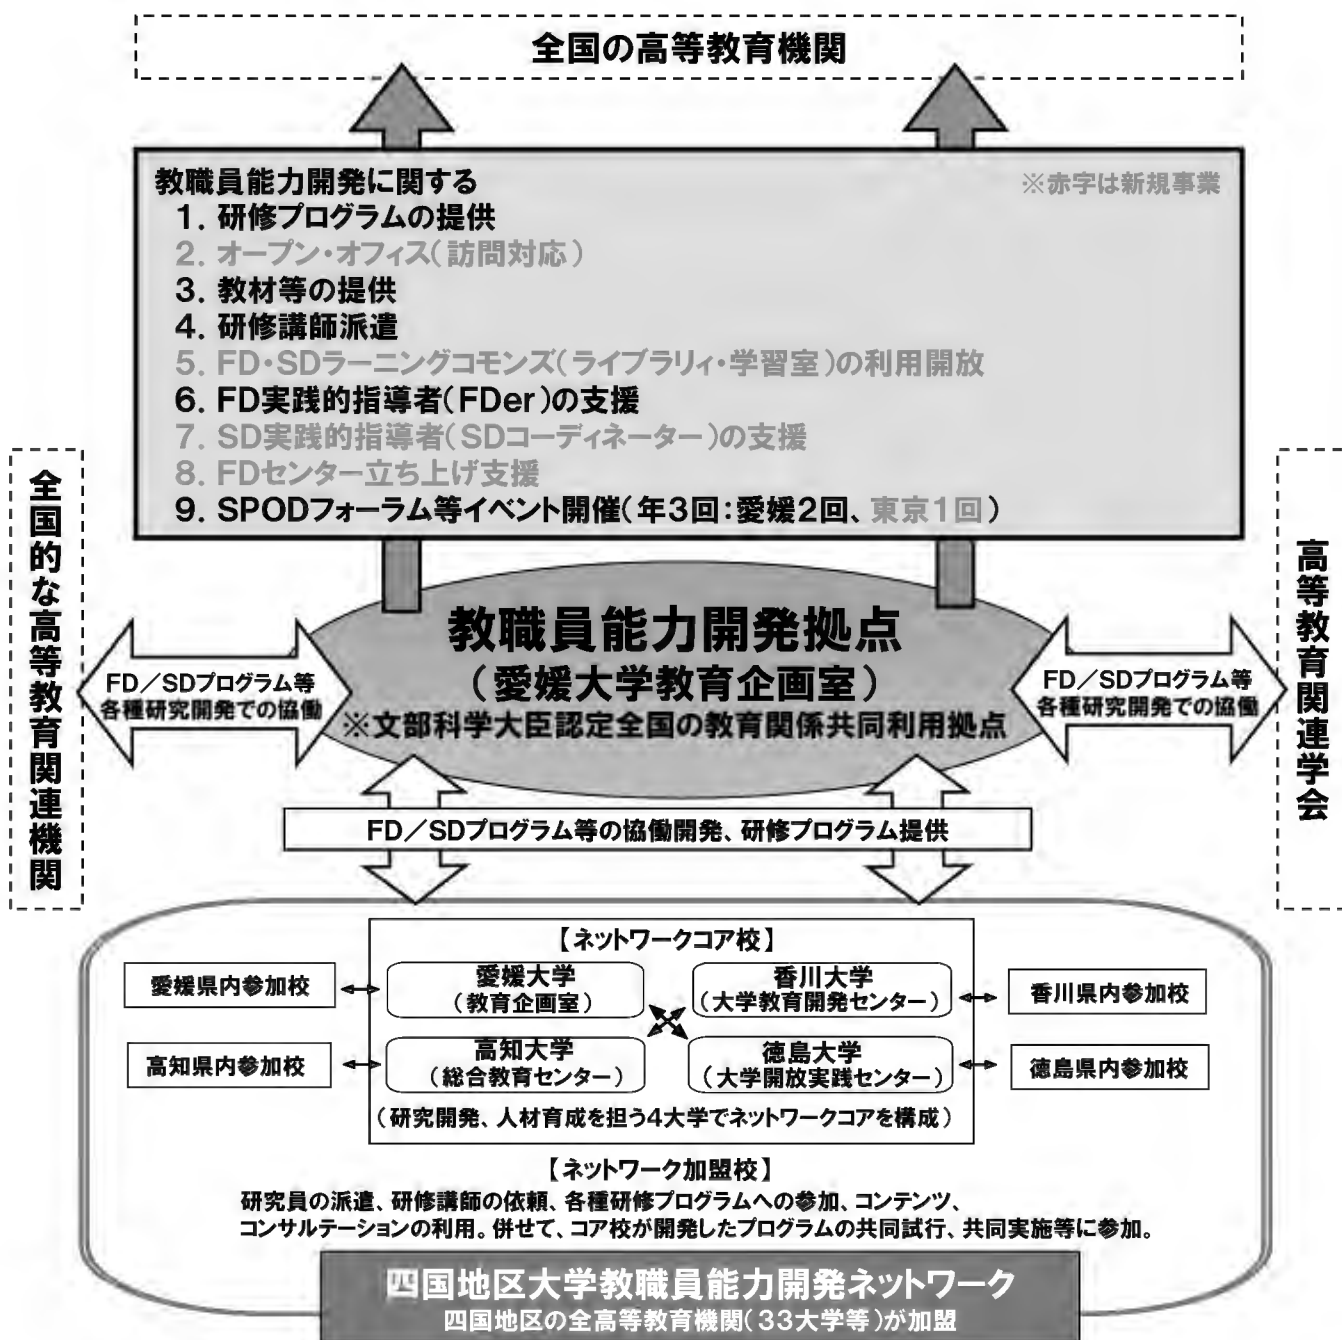 全国の高等教育機関
教職員能力開発に関する
※赤字は新規事業
1. 研修プログラムの提供
2. オープン・オフィス(訪問対応)
3. 教材等の提供
4. 研修講師派遣
5. FD・SDラーニングコモンズ(ライブラリィ・学習室)の利用開放
6. FD実践的指導者(FDer)の支援
7. SD実践的指導者(SDコーディネーター)の支援
8. FDセンター立ち上げ支援
9. SPODフォーラム等イベント開催(年3回:愛媛2回、東京1回)
全国的な高等教育関連機関
高等教育関連学会
教職員能力開発拠点
(愛媛大学教育企画室)
※文部科学大臣認定全国の教育関係共同利用拠点
FD/SDプログラム等
各種研究開発での協働
FD/SDプログラム等
各種研究開発での協働
FD/SDプログラム等の協働開発、研修プログラム提供
【ネットワークコア校】
愛媛県内参加校
愛媛大学
(教育企画室)
香川大学
(大学教育開発センター)
香川県内参加校
高知県内参加校
高知大学
(総合教育センター)
徳島大学
(大学開放実践センター)
徳島県内参加校
(研究開発、人材育成を担う4大学でネットワークコアを構成)
【ネットワーク加盟校】
研究員の派遣、研修講師の依頼、各種研修プログラムへの参加、コンテンツ、
コンサルテーションの利用。併せて、コア校が開発したプログラムの共同試行、共同実施等に参加。
四国地区大学教職員能力開発ネットワーク
四国地区の全高等教育機関(33大学等)が加盟